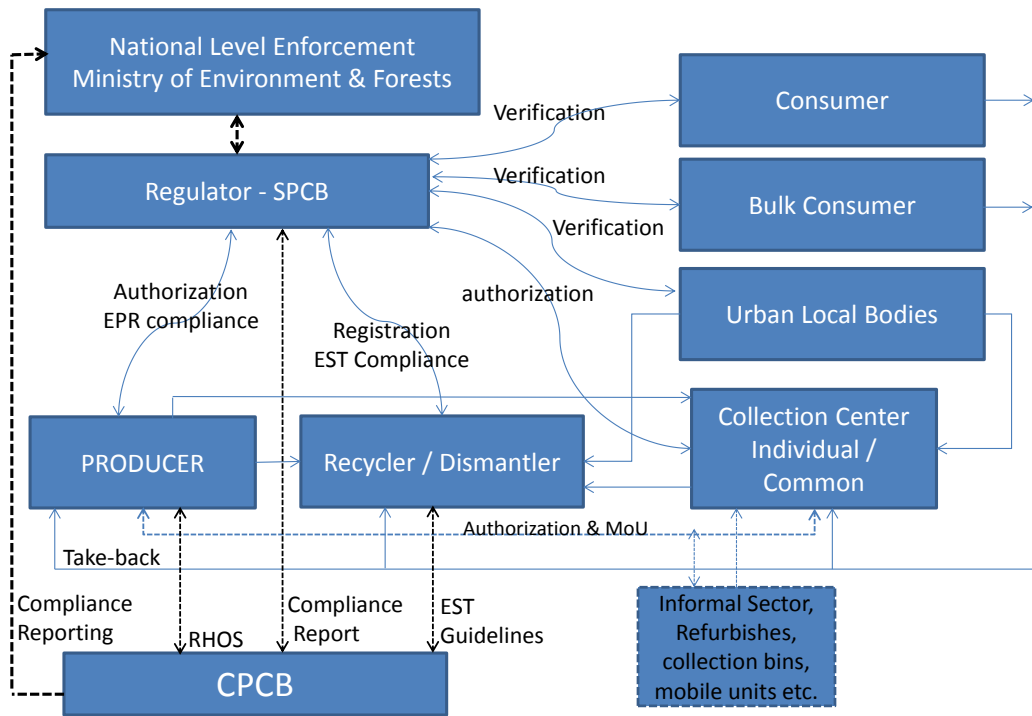 National Level Enforcement
Ministry of Environment & Forests
Consumer
Verification
Regulator - SPCB
Verification
Bulk Consumer
Verification
Urban Local Bodies
Authorization
EPR compliance
authorization
Registration
EST Compliance
PRODUCER
Recycler / Dismantler
Collection Center
Individual /
Common
Authorization & MoU
Take-back
Compliance
Reporting
RHOS
Compliance
Report
EST
Guidelines
Informal Sector,
Refurbishes,
collection bins,
mobile units etc.
CPCB